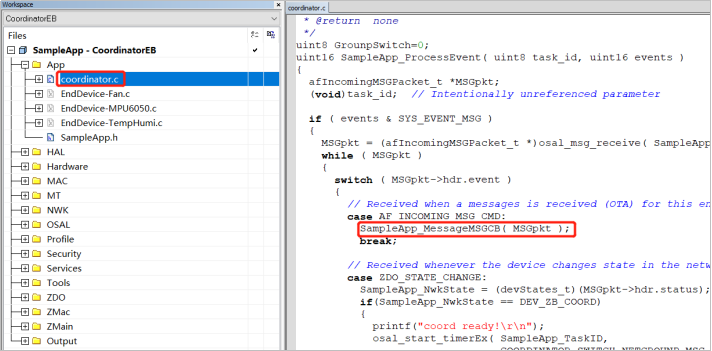 Workspace
CoordinatorEB
Files
SampleApp - CoordinatorEB
App
coordinator.c
EndDevice-Fan.c
EndDevice-MPU6050.c
EndDevice-TempHumi.c
SampleApp.h
HAL
Hardware
MAC
MT
NWK
OSAL
Profile
Security
Services
Tools
ZDO
ZMac
ZMain
Output
coordinator.c
* @return none
*/
uint8 GrounpSwitch=0;
uint16 SampleApp_ProcessEvent( uint8 task_id, uint16 events )
{
afIncomingMSGPacket_t *MSGpkt;
(void)task_id; // Intentionally unreferenced parameter
if ( events & SYS_EVENT_MSG )
{
MSGpkt = (afIncomingMSGPacket_t *)osal_msg_receive( SampleApp
while ( MSGpkt )
{
switch ( MSGpkt->hdr.event )
{
// Received when a messages is received (OTA) for this en
case AF_INCOMING_MSG_CMD:
SampleApp_MessageMSGCB( MSGpkt );
break;
// Received whenever the device changes state in the netw
case ZDO_STATE_CHANGE:
SampleApp_NwkState = (devStates_t)(MSGpkt->hdr.status);
if(SampleApp_NwkState == DEV_ZB_COORD)
{
printf("coord ready!\r\n");
osal_start_timerEx( SampleApp_TaskID,